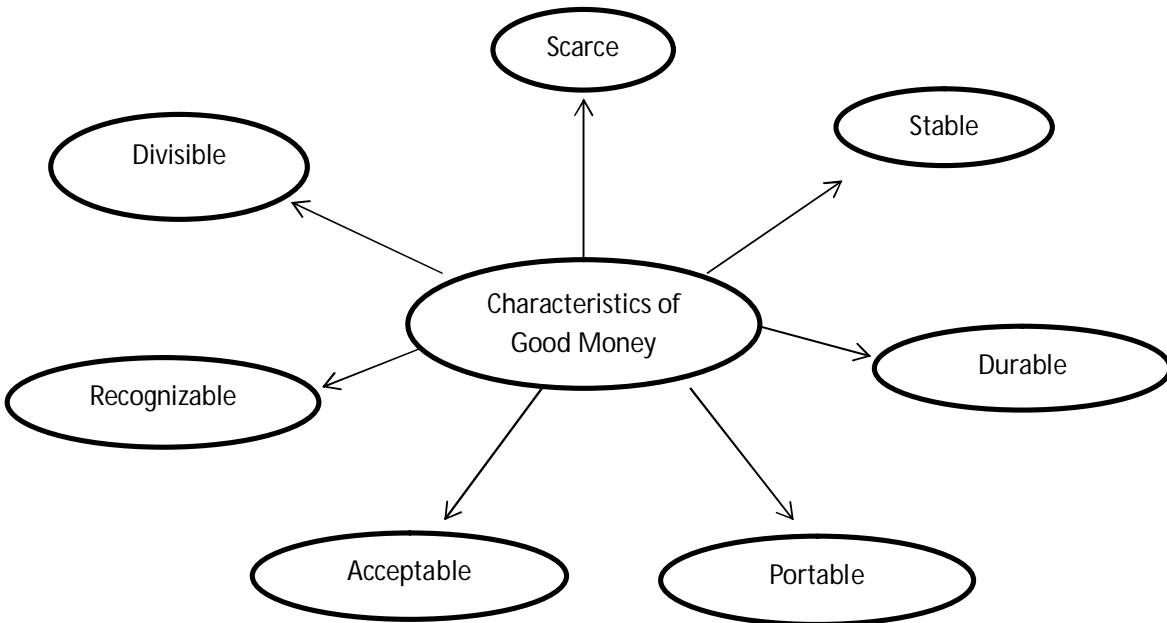 Scarce
Stable
Divisible
Characteristics of
Good Money
Durable
Recognizable
Acceptable
Portable